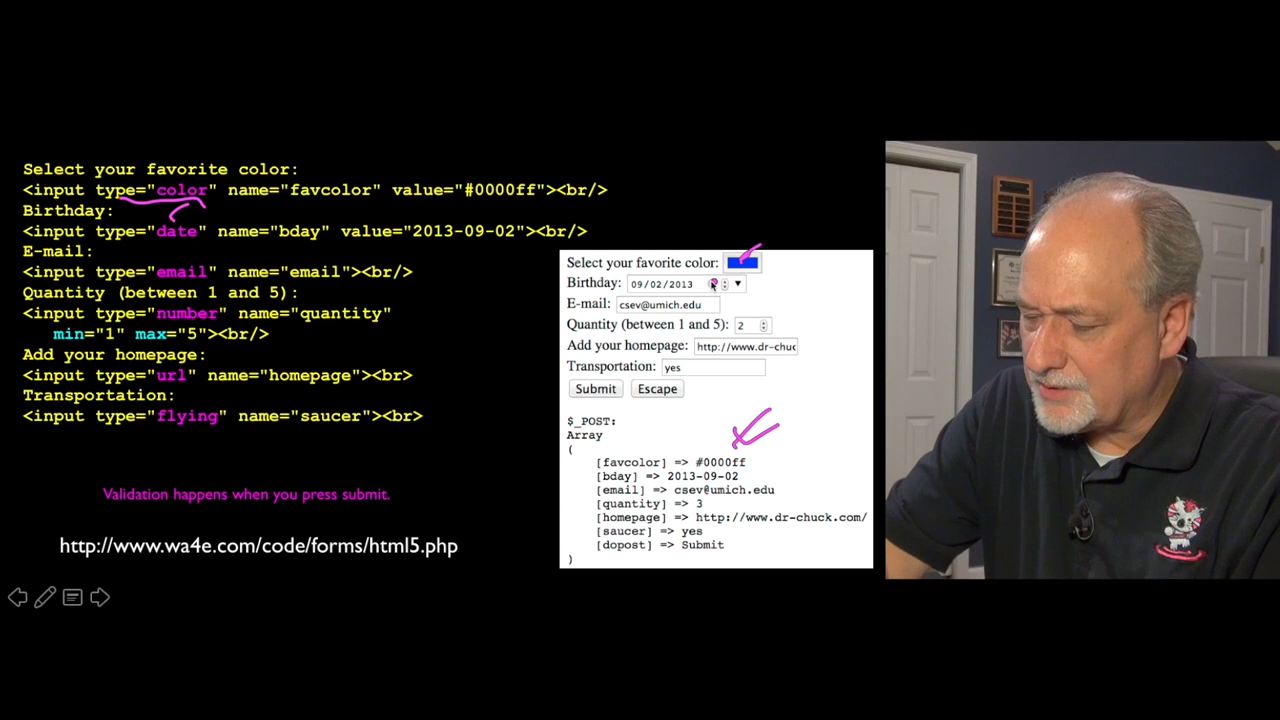 Select your favorite color:
<input type="color" name="favcolor" value="#0000ff"><br/>
Birthday:
<input type="date" name="bday" value="2013-09-02"><br/>
E-mail:
<input type="email" name="email"><br/>
Quantity (between 1 and 5):
<input type="number" name="quantity"
min="1" max="5"><br/>
Add your homepage:
<input type="url" name="homepage"><br>
Transportation:
<input type="flying" name="saucer"><br>
Validation happens when you press submit.
http://www.wa4e.com/code/forms/html5.php
Select your favorite color:
Birthday: 09/02/2013
E-mail: csev@umich.edu
Quantity (between 1 and 5): 2
Add your homepage: http://www.dr-chuc
Transportation: yes
Submit Escape
$_POST:
Array
(
[favcolor] => #0000ff
[bday] => 2013-09-02
[email] => csev@umich.edu
[quantity] => 3
[homepage] => http://www.dr-chuck.com/
[saucer] => yes
[dopost] => Submit
)